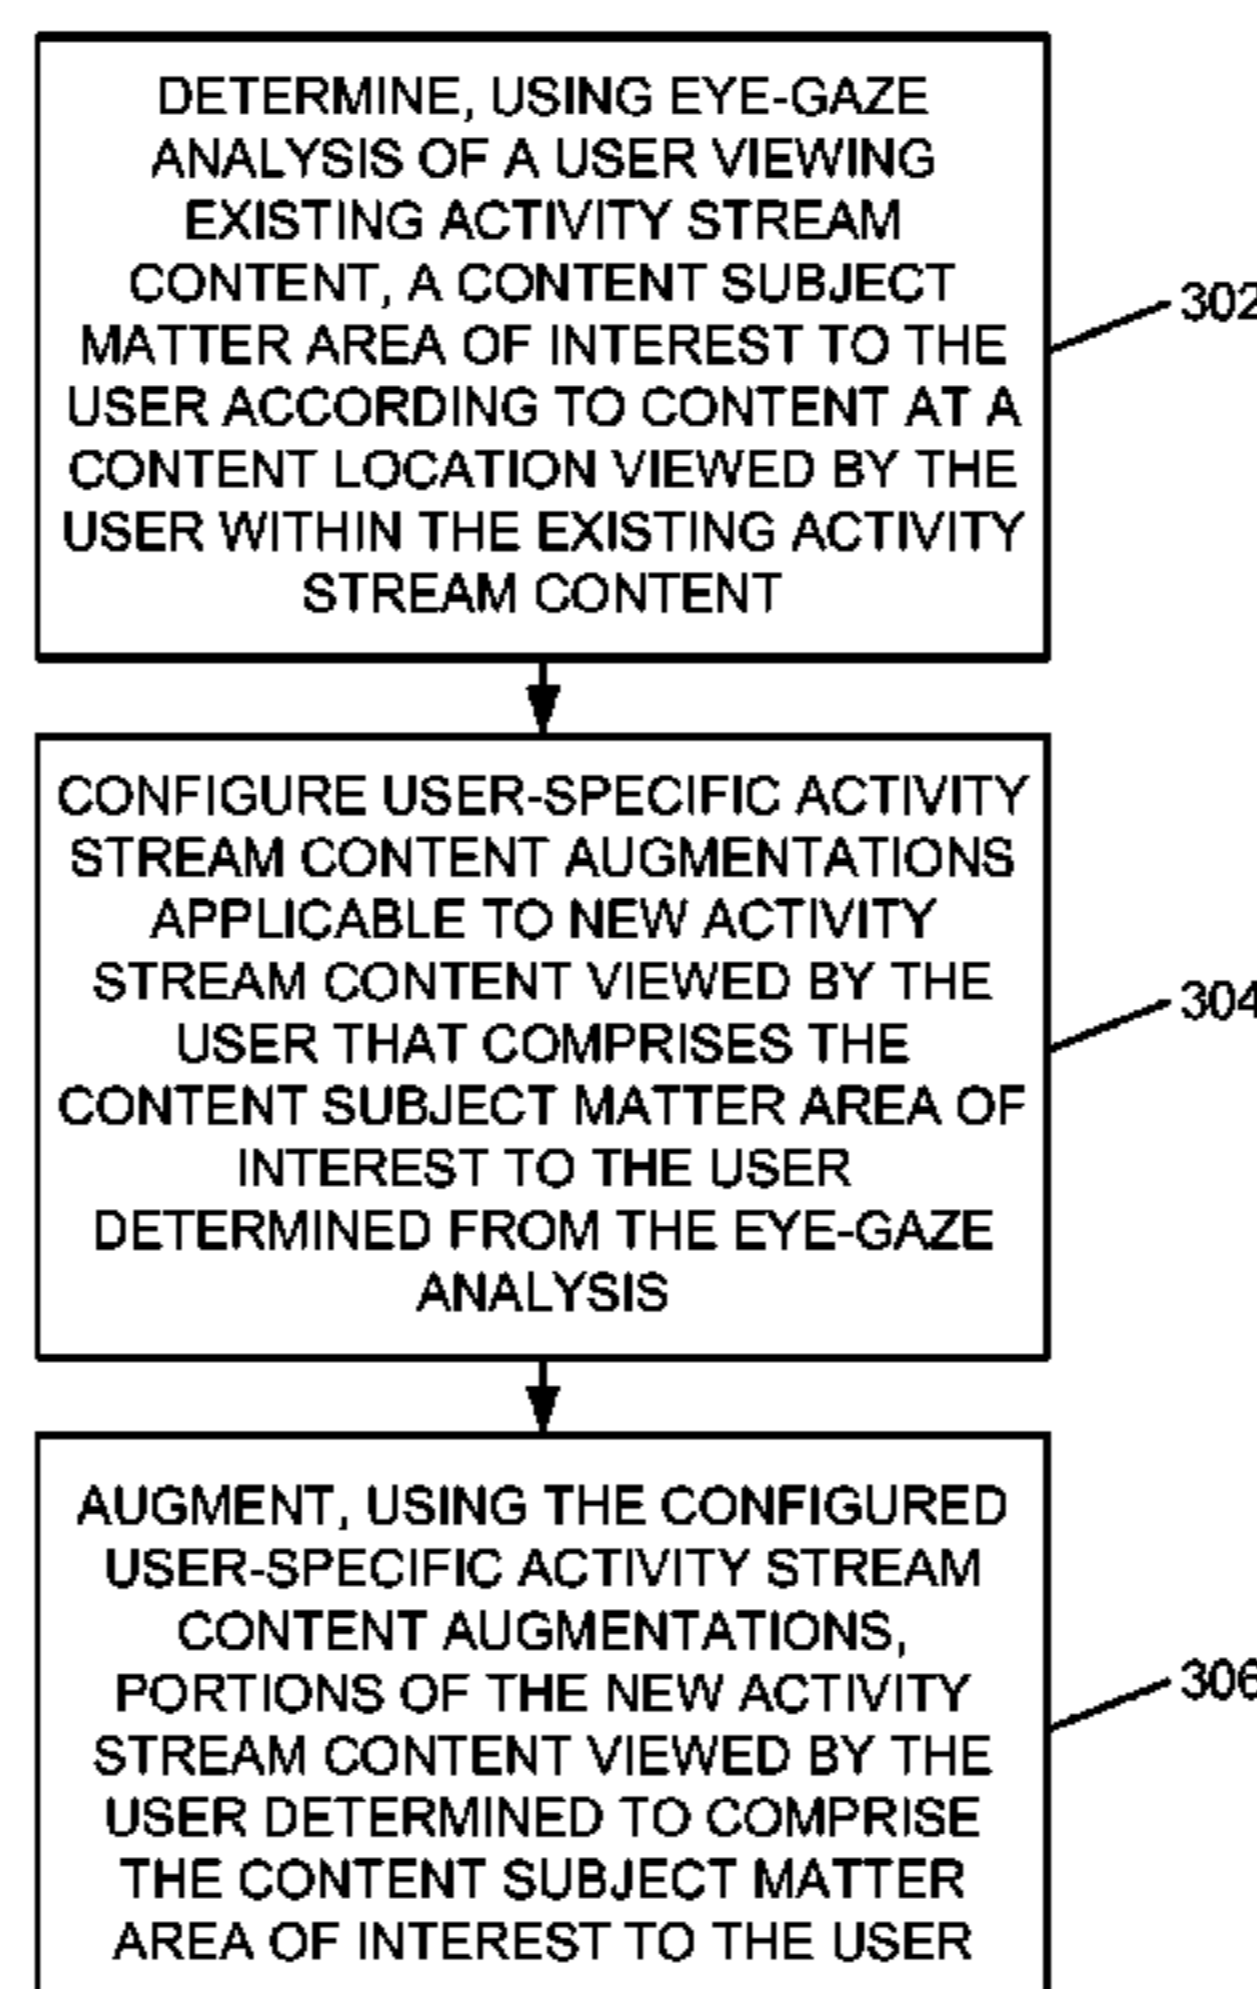 DETERMINE, USING EYE-GAZE
ANALYSIS OF A USER VIEWING
EXISTING ACTIVITY STREAM
CONTENT, A CONTENT SUBJECT
MATTER AREA OF INTEREST TO THE
USER ACCORDING TO CONTENT AT A
CONTENT LOCATION VIEWED BY THE
USER WITHIN THE EXISTING ACTIVITY
STREAM CONTENT
302
CONFIGURE USER-SPECIFIC ACTIVITY
STREAM CONTENT AUGMENTATIONS
APPLICABLE TO NEW ACTIVITY
STREAM CONTENT VIEWED BY THE
USER THAT COMPRISES THE
CONTENT SUBJECT MATTER AREA OF
INTEREST TO THE USER
DETERMINED FROM THE EYE-GAZE
ANALYSIS
304
AUGMENT, USING THE CONFIGURED
USER-SPECIFIC ACTIVITY STREAM
CONTENT AUGMENTATIONS,
PORTIONS OF THE NEW ACTIVITY
STREAM CONTENT VIEWED BY THE
USER DETERMINED TO COMPRISE
THE CONTENT SUBJECT MATTER
AREA OF INTEREST TO THE USER
306